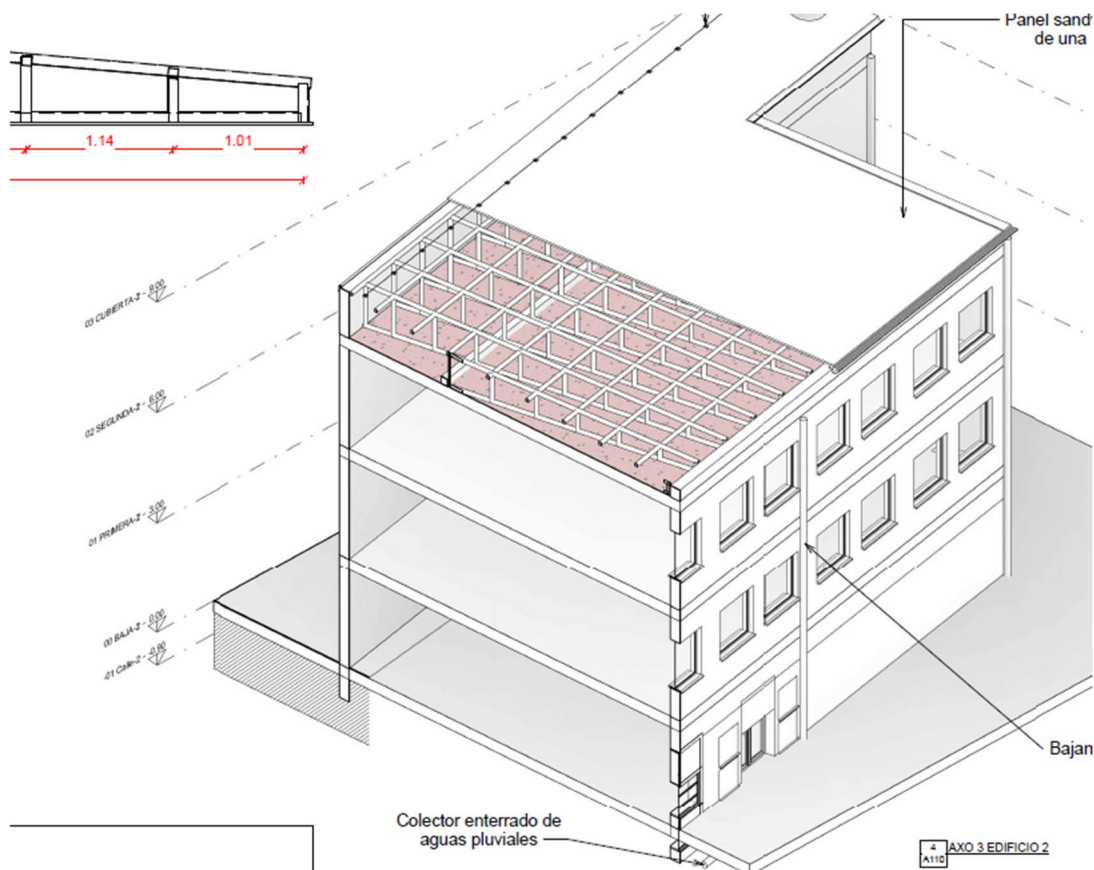 Panel sand
de una
1.14
1.01
03 CUBIERTA-2 - 9.00
02 SEGUNDA-2 - 6.00
01 PRIMERA-2 - 3.00
00 BAJA-2 - 0.00
-01 Calle-2 - -0.90
Bajan
Colector enterrado de
aguas pluviales
4
A110
AXO 3 EDIFICIO 2